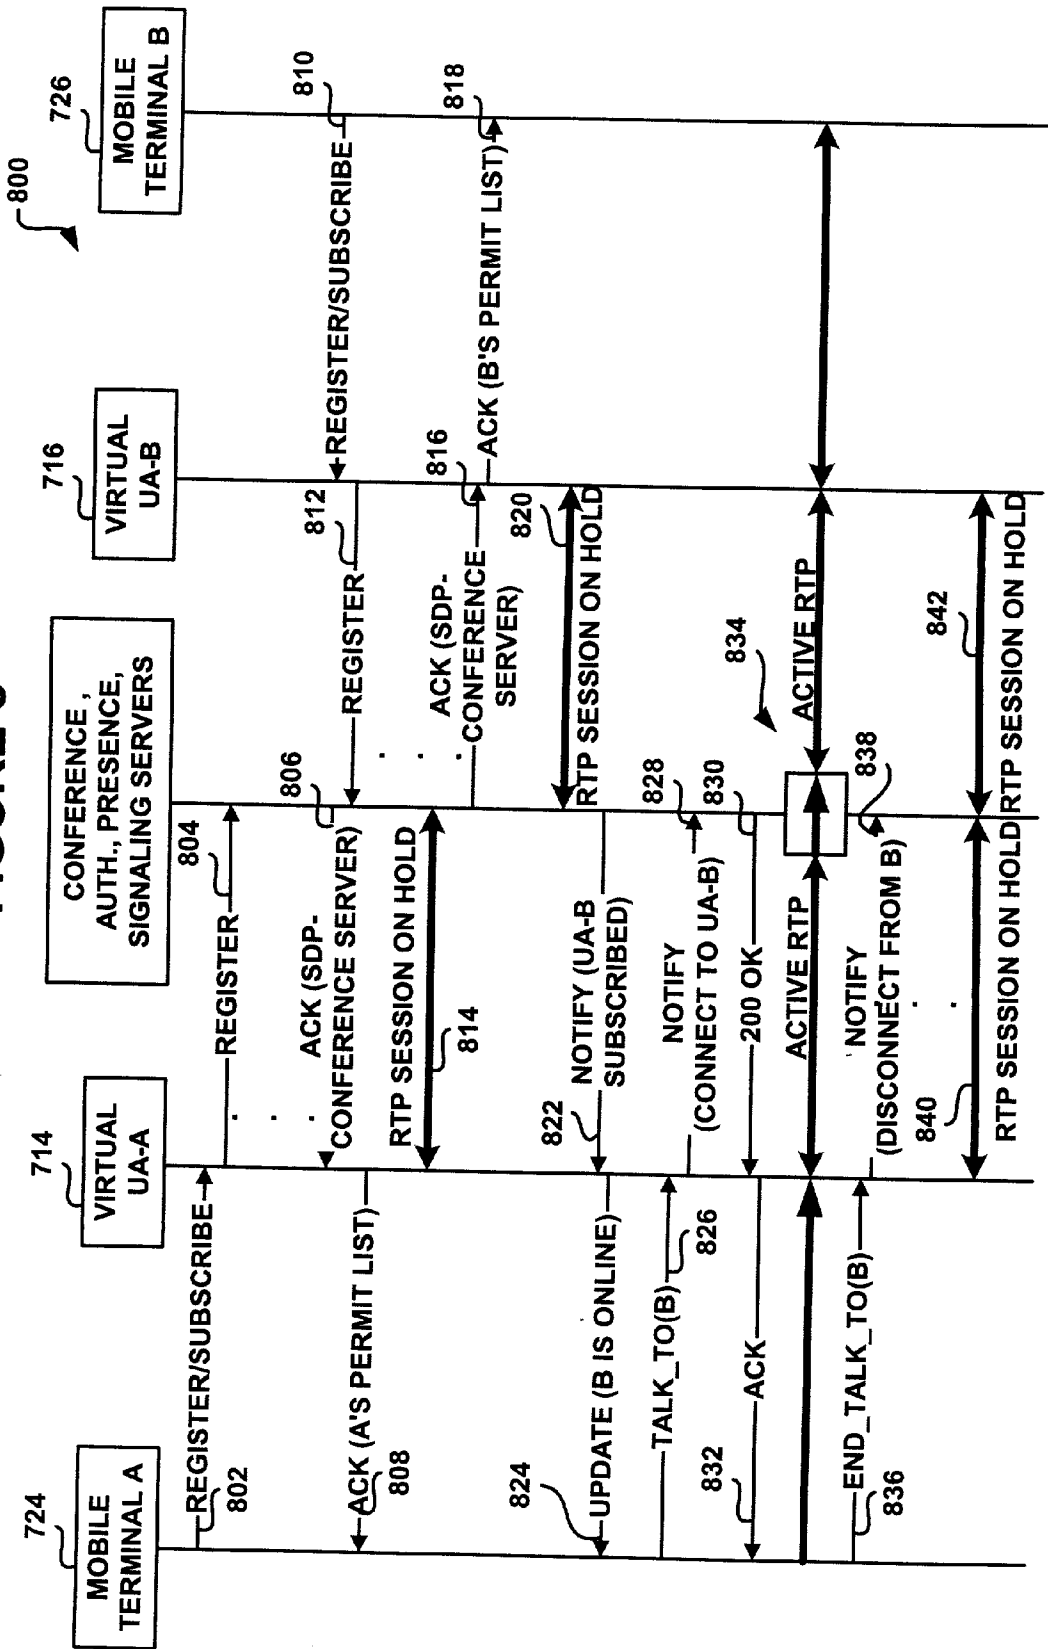 800
724
MOBILE
TERMINAL A
714
VIRTUAL
UA-A
CONFERENCE,
AUTH., PRESENCE,
SIGNALING SERVERS
716
VIRTUAL
UA-B
726
MOBILE
TERMINAL B
REGISTER/SUBSCRIBE
802
REGISTER
804
ACK (SDP-
CONFERENCE SERVER)
806
ACK (A'S PERMIT LIST)
808
REGISTER/SUBSCRIBE
810
REGISTER
812
RTP SESSION ON HOLD
814
ACK (SDP-
CONFERENCE
SERVER)
816
ACK (B'S PERMIT LIST)
818
820
RTP SESSION ON HOLD
NOTIFY (UA-B
SUBSCRIBED)
822
824
UPDATE (B IS ONLINE)
TALK_TO(B)
826
NOTIFY
(CONNECT TO UA-B)
828
830
200 OK
832
ACK
834
ACTIVE RTP
ACTIVE RTP
END_TALK_TO(B)
836
NOTIFY
(DISCONNECT FROM B)
838
840
RTP SESSION ON HOLD
842
RTP SESSION ON HOLD